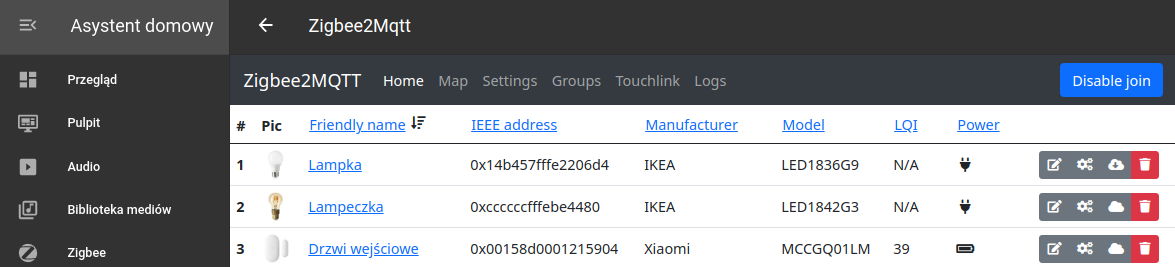 Asystent domowy
Zigbee2Mqtt
Przegląd
Pulpit
Audio
Biblioteka mediów
Zigbee
Zigbee2MQTT Home Map Settings Groups Touchlink Logs Disable join
# Pic Friendly name IEEE address Manufacturer Model LQI Power
1 Lampka 0x14b457fffe2206d4 IKEA LED1836G9 N/A
2 Lampeczka 0xccccccfffebe4480 IKEA LED1842G3 N/A
3 Drzwi wejściowe 0x00158d0001215904 Xiaomi MCCGQ01LM 39